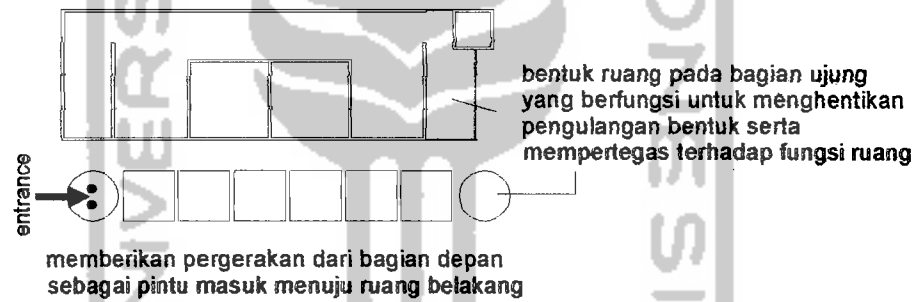 bentuk ruang pada bagian ujung
yang berfungsi untuk menghentikan
pengulangan bentuk serta
mempertegas terhadap fungsi ruang
entrance
memberikan pergerakan dari bagian depan
sebagai pintu masuk menuju ruang belakang